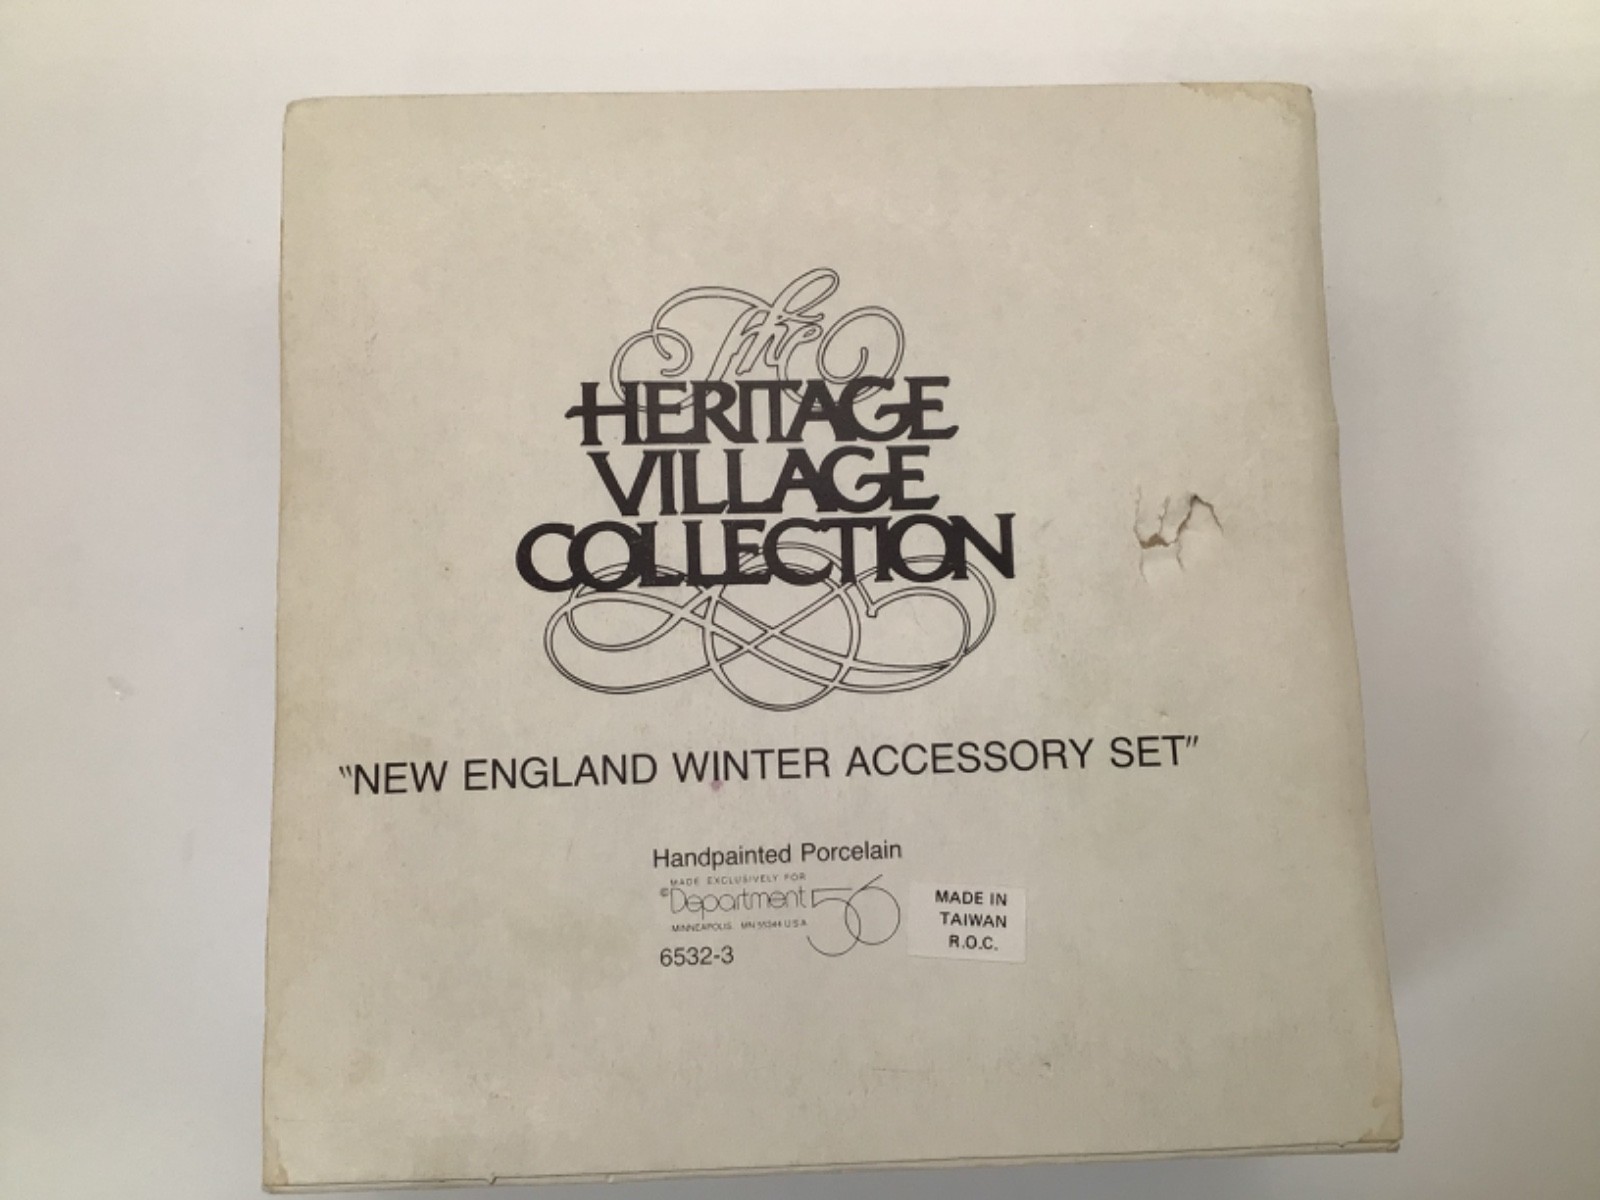 The
HERITAGE
VILLAGE
COLLECTION
"NEW ENGLAND WINTER ACCESSORY SET"
Handpainted Porcelain
MADE EXCLUSIVELY FOR
©Department 56
MINNEAPOLIS, MN 55344 USA
6532-3
MADE IN
TAIWAN
R.O.C.